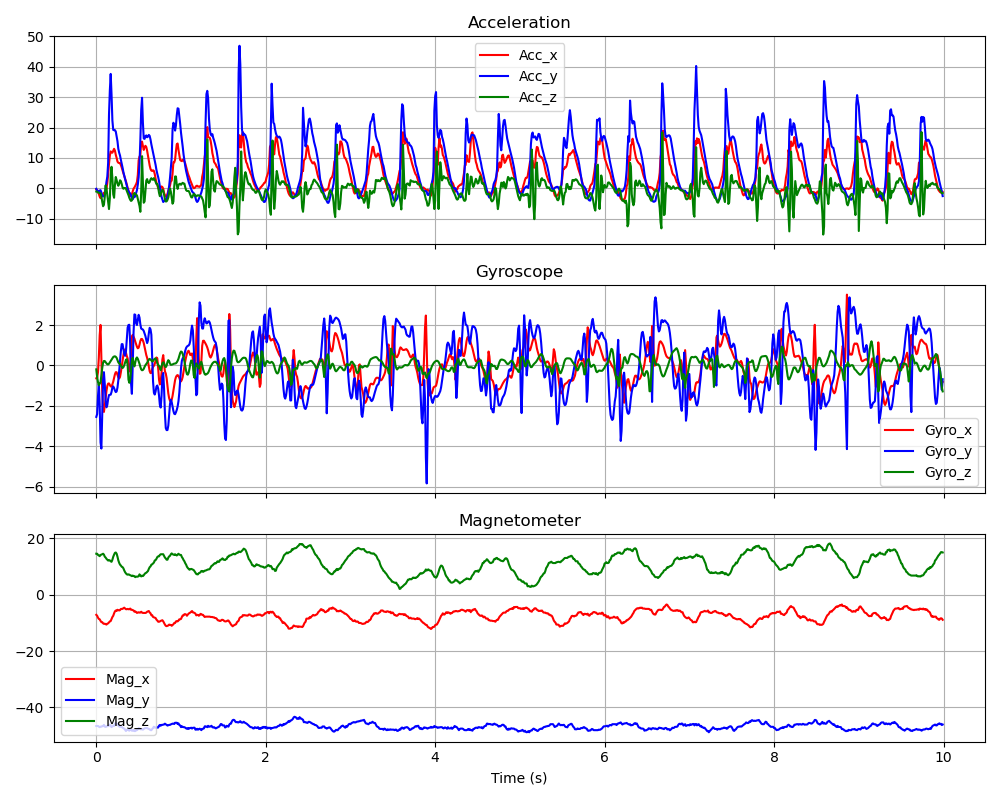 Acceleration
50
40
30
20
10
0
−10
Acc_x
Acc_y
Acc_z
Gyroscope
2
0
−2
−4
−6
Gyro_x
Gyro_y
Gyro_z
Magnetometer
20
0
−20
−40
Mag_x
Mag_y
Mag_z
0 2 4 6 8 10
Time (s)